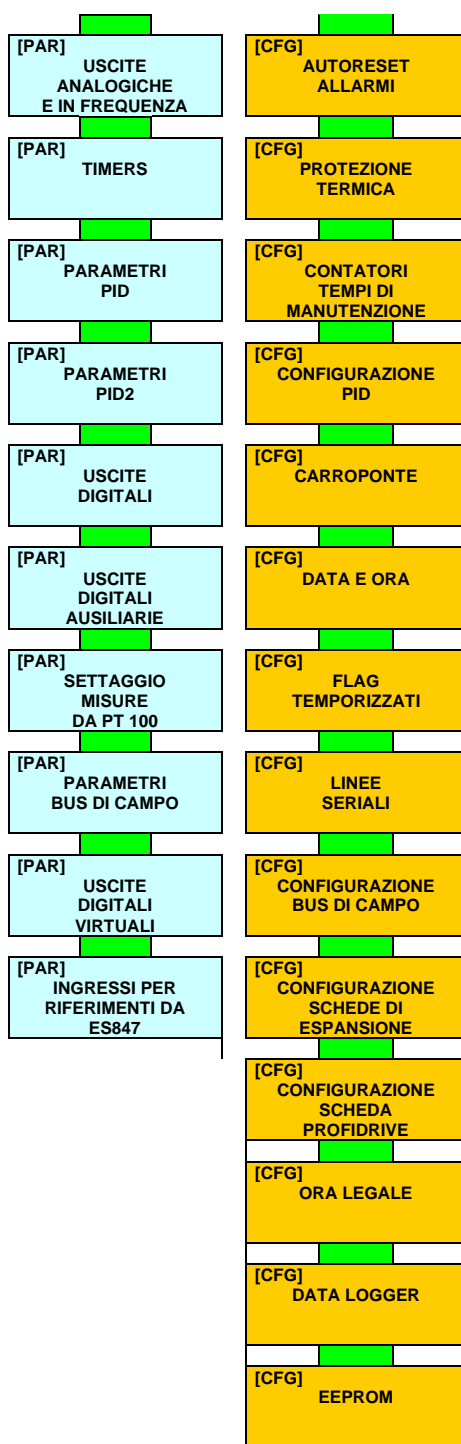 [PAR]
USCITE
ANALOGICHE
E IN FREQUENZA
[PAR]
TIMERS
[PAR]
PARAMETRI
PID
[PAR]
PARAMETRI
PID2
[PAR]
USCITE
DIGITALI
[PAR]
USCITE
DIGITALI
AUSILIARIE
[PAR]
SETTAGGIO
MISURE
DA PT 100
[PAR]
PARAMETRI
BUS DI CAMPO
[PAR]
USCITE
DIGITALI
VIRTUALI
[PAR]
INGRESSI PER
RIFERIMENTI DA
ES847
[CFG]
AUTORESET
ALLARMI
[CFG]
PROTEZIONE
TERMICA
[CFG]
CONTATORI
TEMPI DI
MANUTENZIONE
[CFG]
CONFIGURAZIONE
PID
[CFG]
CARROPONTE
[CFG]
DATA E ORA
[CFG]
FLAG
TEMPORIZZATI
[CFG]
LINEE
SERIALI
[CFG]
CONFIGURAZIONE
BUS DI CAMPO
[CFG]
CONFIGURAZIONE
SCHEDE DI
ESPANSIONE
[CFG]
CONFIGURAZIONE
SCHEDA
PROFIDRIVE
[CFG]
ORA LEGALE
[CFG]
DATA LOGGER
[CFG]
EEPROM